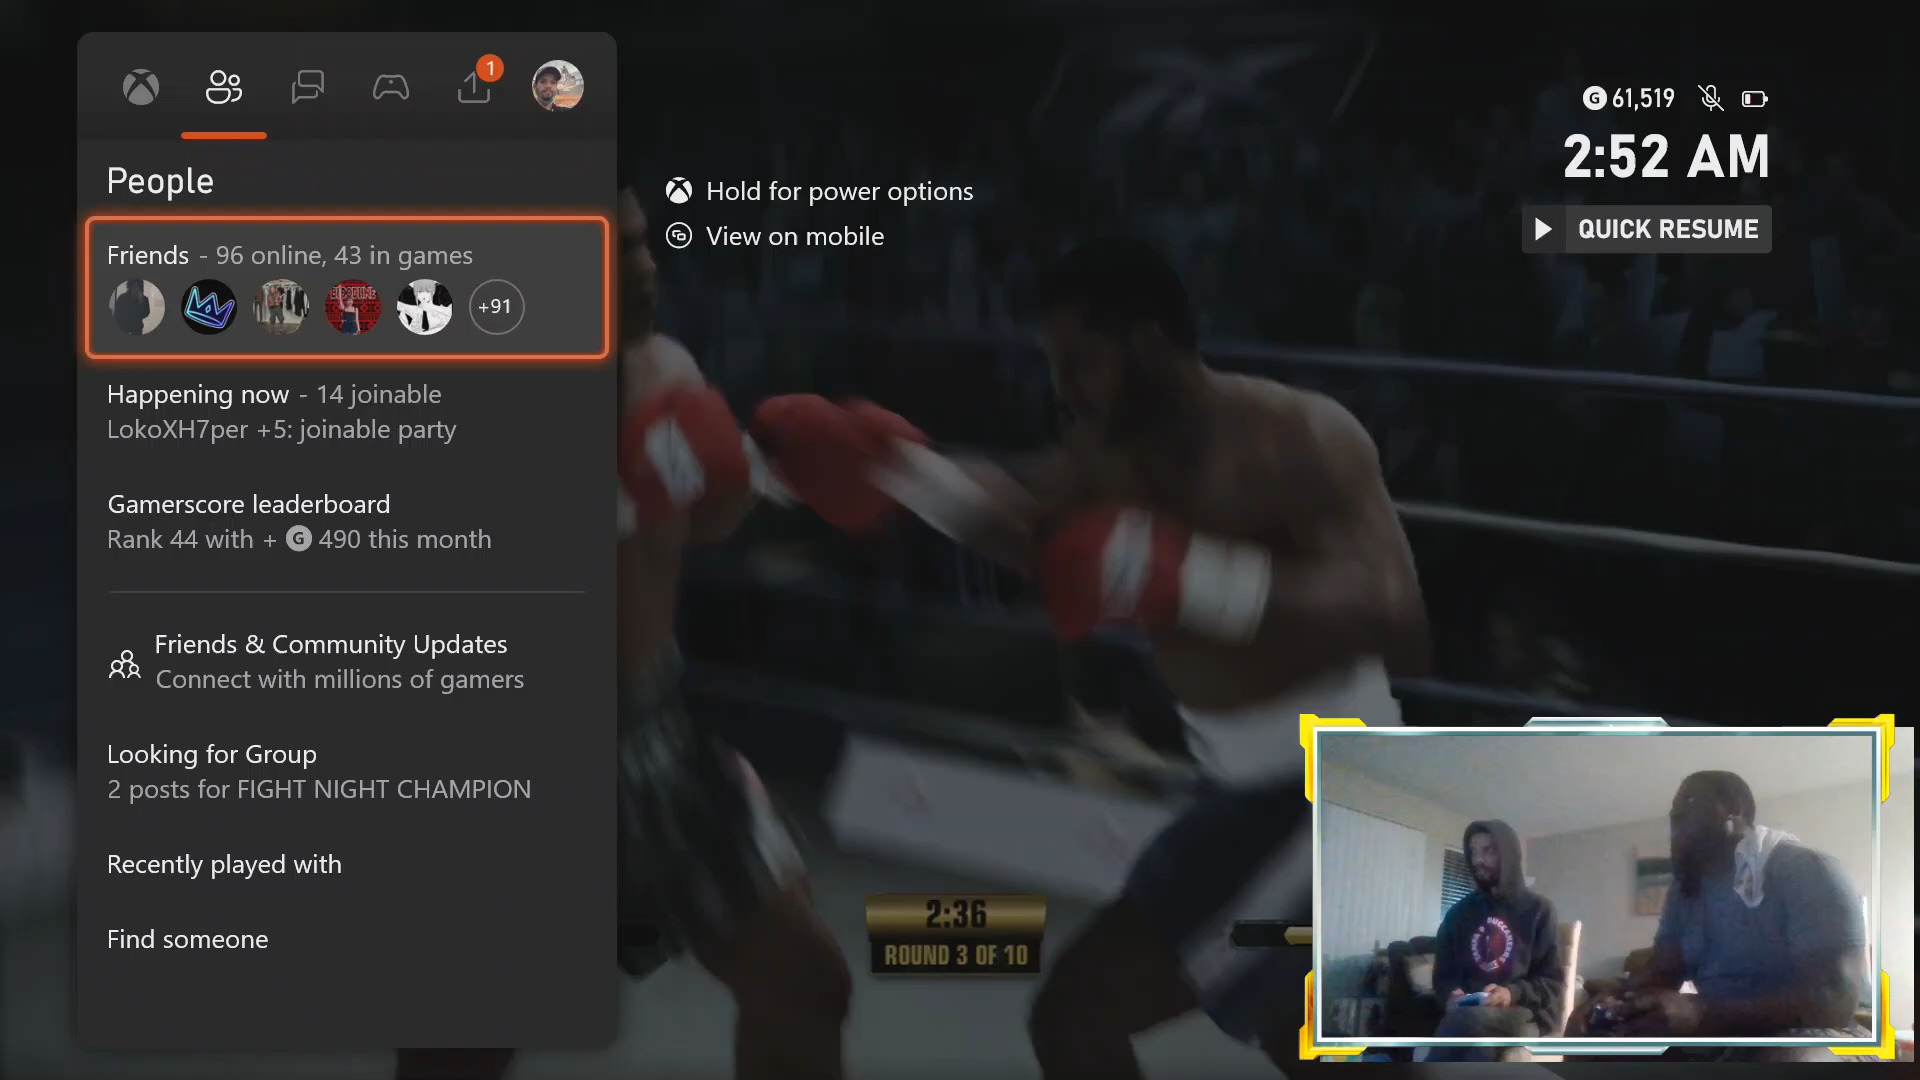 1
People
Friends - 96 online, 43 in games
BLOODLINE
+91
Happening now - 14 joinable
LokoXH7per +5: joinable party
Gamerscore leaderboard
Rank 44 with + G 490 this month
Friends & Community Updates
Connect with millions of gamers
Looking for Group
2 posts for FIGHT NIGHT CHAMPION
Recently played with
Find someone
Hold for power options
View on mobile
G 61,519
2:52 AM
QUICK RESUME
2:36
ROUND 3 OF 10
TAMPA BUCCANEERS